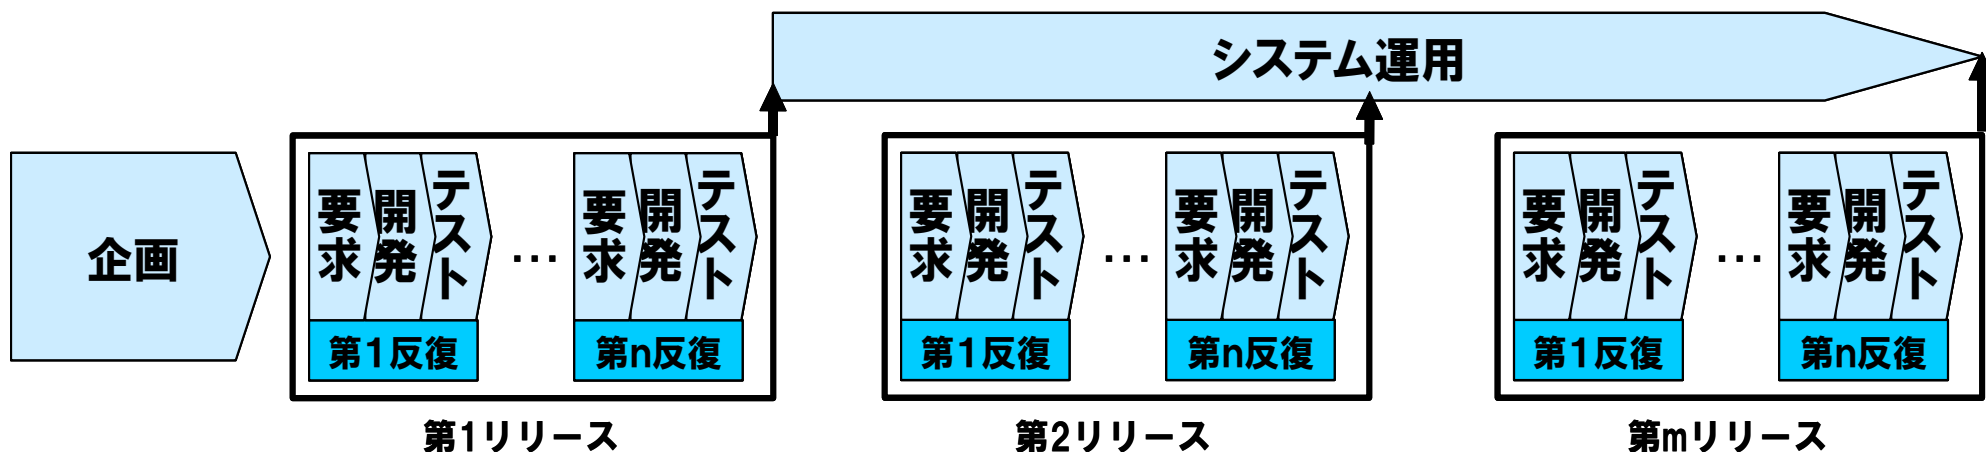 システム運用
企画
要求
開発
テスト
…
要求
開発
テスト
第1反復
第n反復
第1リリース
要求
開発
テスト
…
要求
開発
テスト
第1反復
第n反復
第2リリース
要求
開発
テスト
…
要求
開発
テスト
第1反復
第n反復
第mリリース